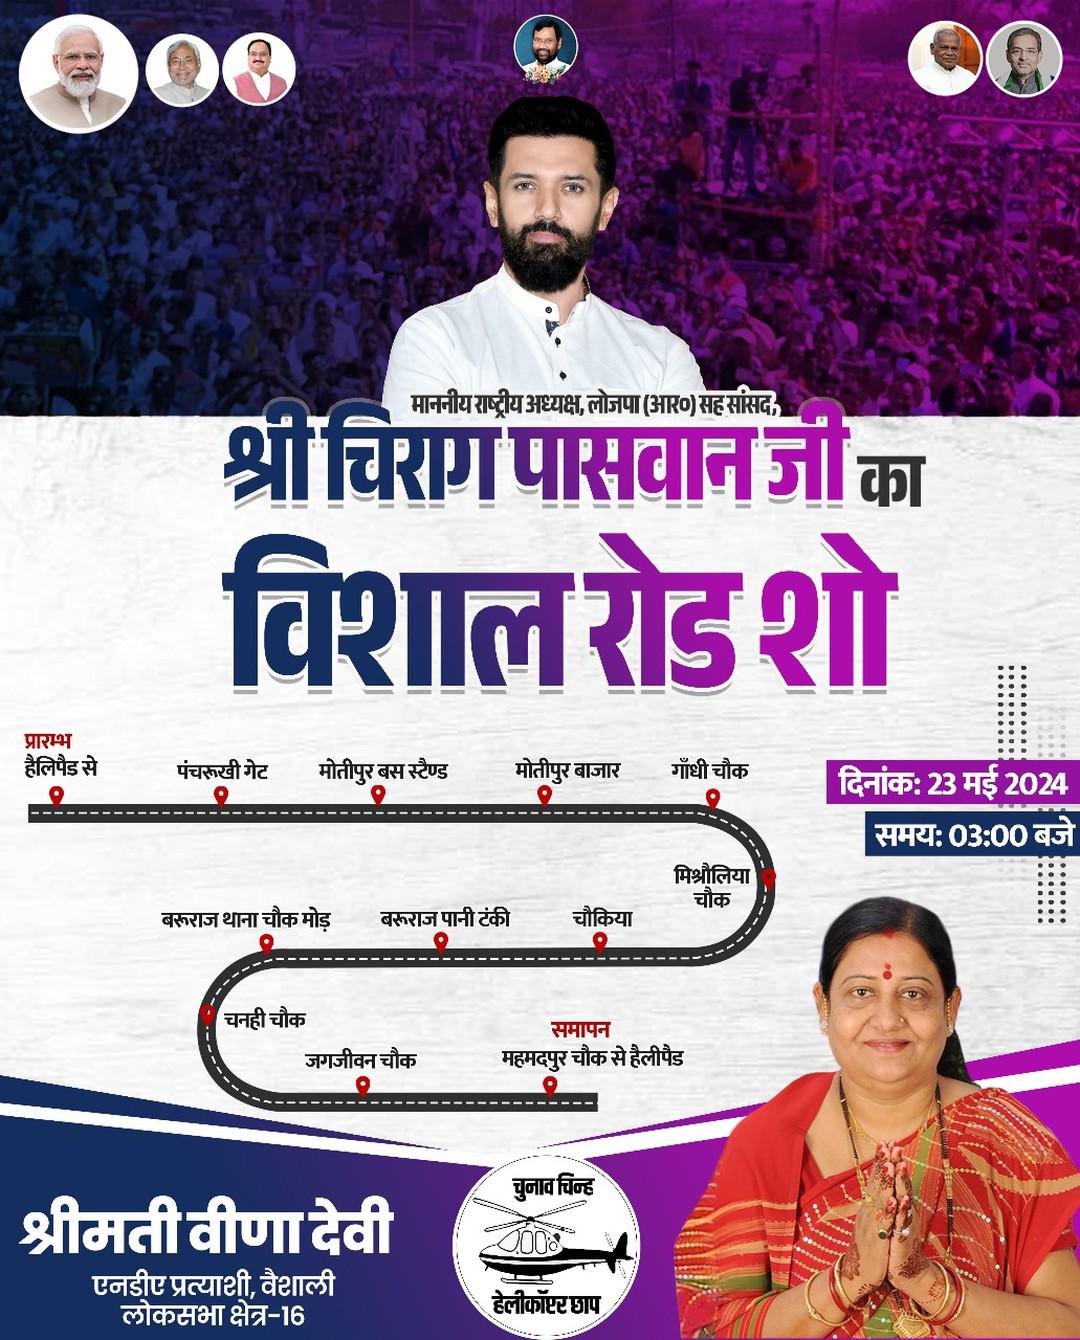 माननीय राष्ट्रीय अध्यक्ष, लोजपा (आर०) सह सांसद,
श्री चिराग पासवान जी का
विशाल रोड शो
प्रारम्भ
हैलिपैड से
पंचरूखी गेट
मोतीपुर बस स्टैण्ड
मोतीपुर बाजार
गाँधी चौक
दिनांक: 23 मई 2024
समय: 03:00 बजे
मिश्रौलिया
चौक
बरूराज थाना चौक मोड़
बरूराज पानी टंकी
चौकिया
चनही चौक
जगजीवन चौक
समापन
महमदपुर चौक से हैलीपैड
श्रीमती वीणा देवी
एनडीए प्रत्याशी, वैशाली
लोकसभा क्षेत्र-16
चुनाव चिन्ह
हेलीकॉप्टर छाप